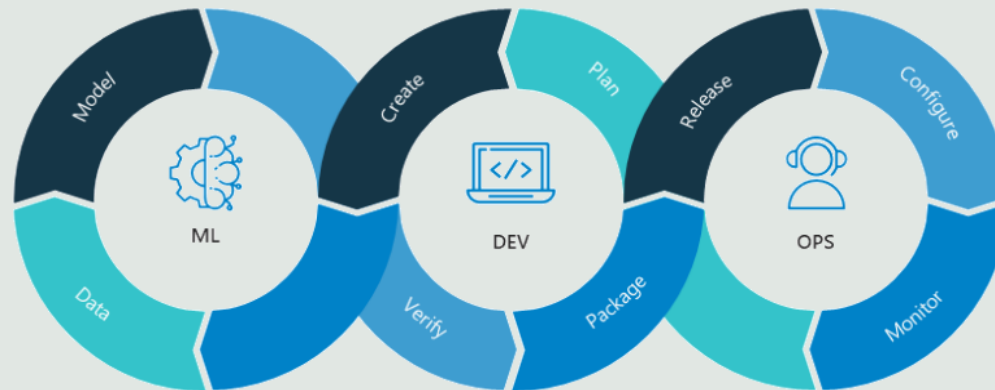 Model
Data
ML
Create
Plan
Verify
Package
DEV
Release
Configure
Monitor
OPS